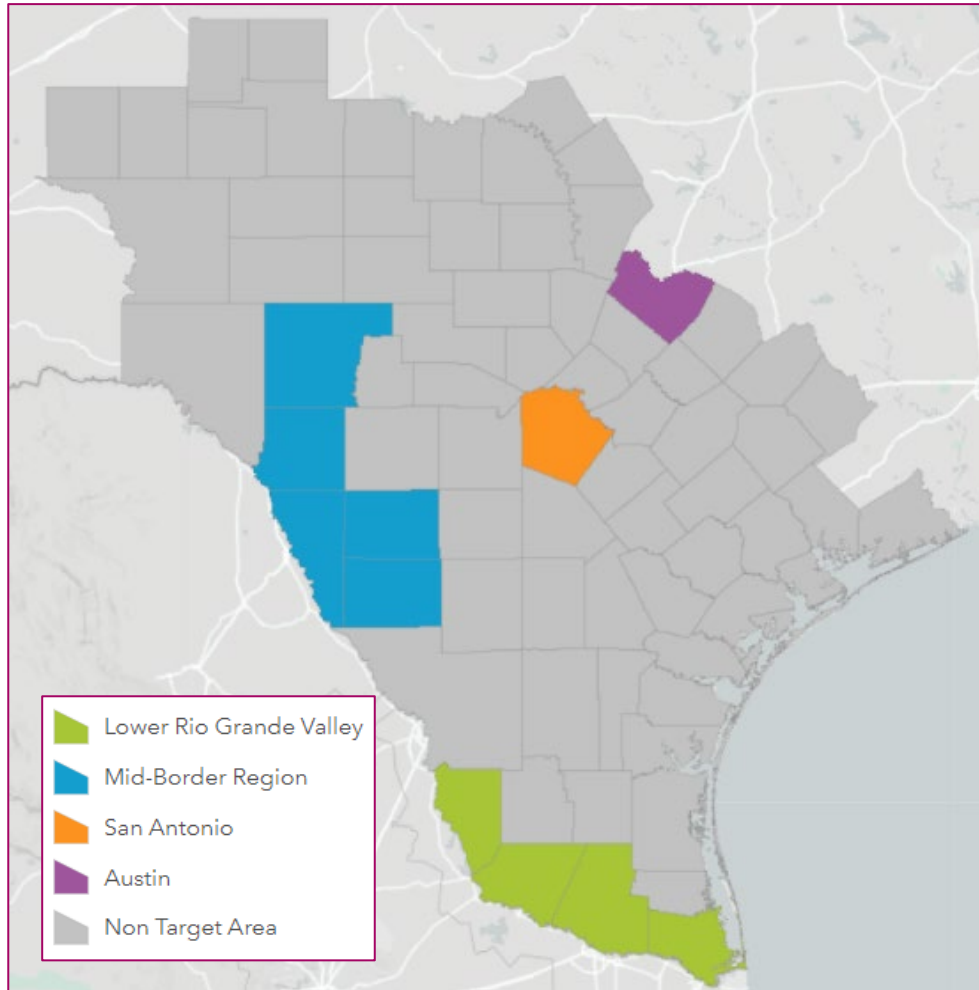 Lower Rio Grande Valley
Mid-Border Region
San Antonio
Austin
Non Target Area